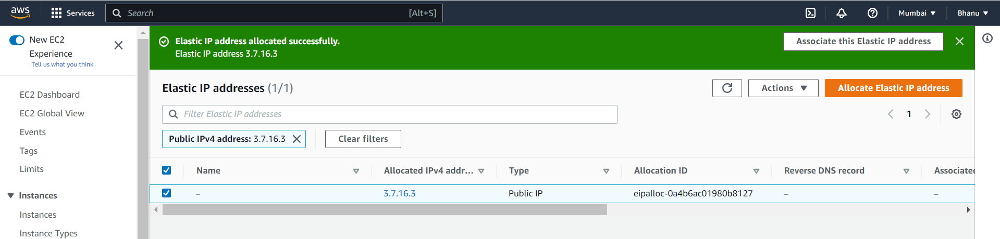 aws
Services
Search
[Alt+S]
Mumbai
Bhanu
New EC2
Experience
Tell us what you think
EC2 Dashboard
EC2 Global View
Events
Tags
Limits
Instances
Instances
Instance Types
Elastic IP address allocated successfully.
Elastic IP address 3.7.16.3
Associate this Elastic IP address
Elastic IP addresses (1/1)
Actions
Allocate Elastic IP address
Filter Elastic IP addresses
1
Public IPv4 address: 3.7.16.3
Clear filters
Name
Allocated IPv4 addr...
Type
Allocation ID
Reverse DNS record
Associated
–
3.7.16.3
Public IP
eipalloc-0a4b6ac01980b8127
–
–